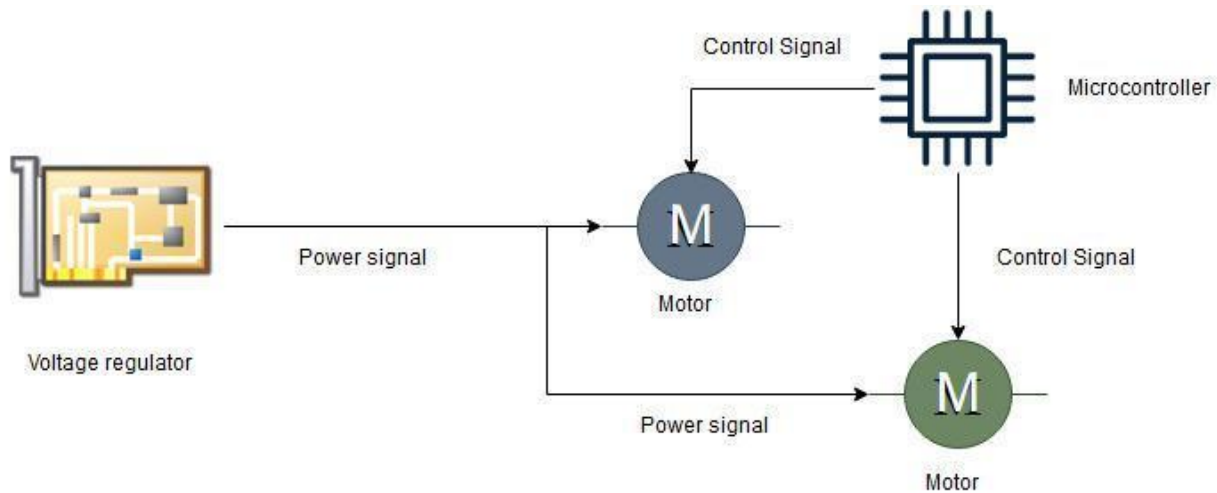 Control Signal
Microcontroller
M
Power signal
Control Signal
Motor
Voltage regulator
M
Power signal
Motor